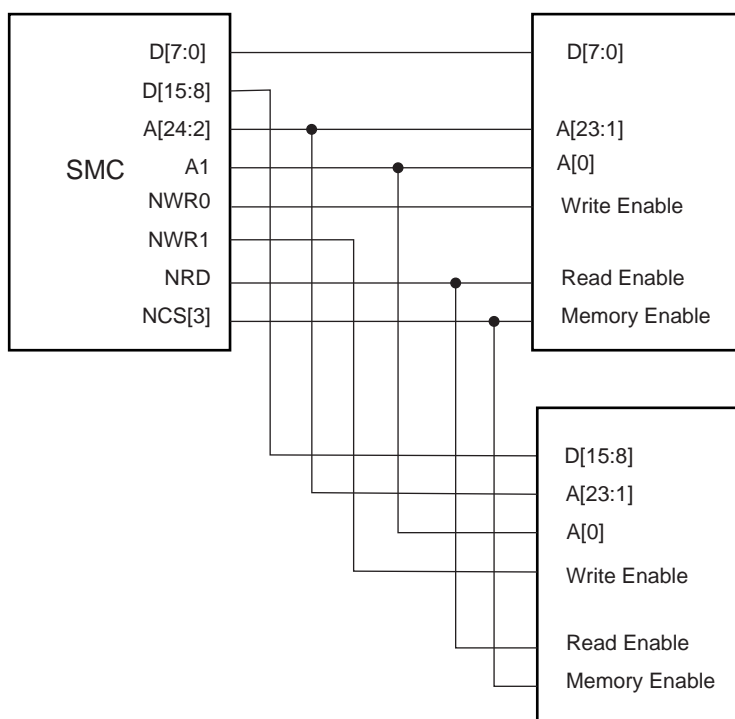 D[7:0]
D[15:8]
A[24:2]
SMC
A1
NWR0
NWR1
NRD
NCS[3]
D[7:0]
A[23:1]
A[0]
Write Enable
Read Enable
Memory Enable
D[15:8]
A[23:1]
A[0]
Write Enable
Read Enable
Memory Enable